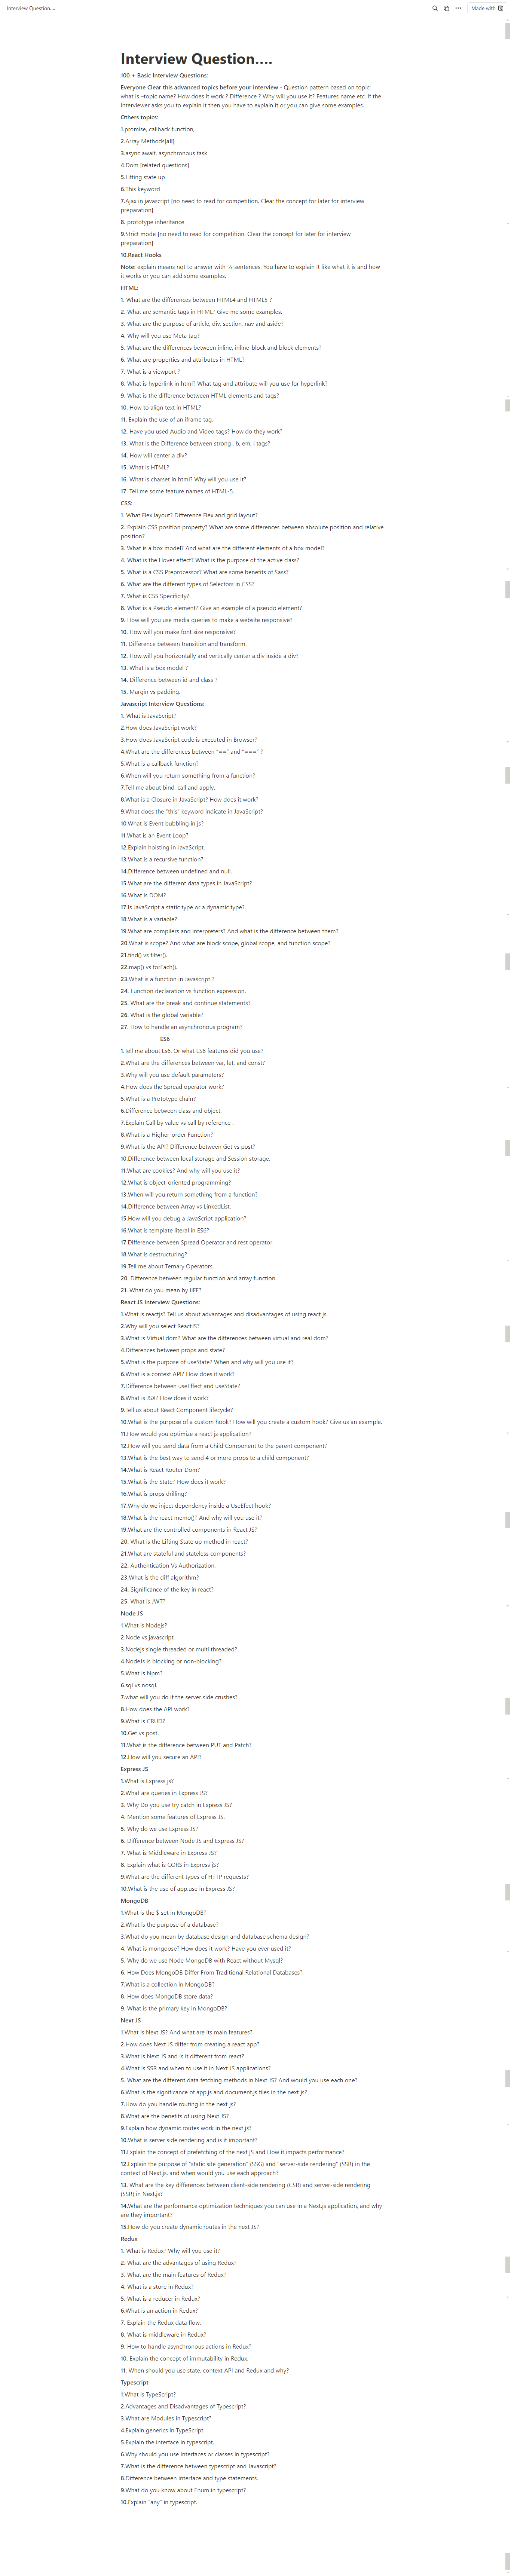 Interview Question....
Made with
Interview Question....
100 + Basic Interview Questions:
Everyone Clear this advanced topics before your interview - Question pattern based on topic:
what is –topic name? How does it work ? Difference ? Why will you use it? Features name etc. If the
interviewer asks you to explain it then you have to explain it or you can give some examples.
Others topics:
1.promise, callback function.
2.Array Methods[all]
3.async await, asynchronous task
4.Dom [related questions]
5.Lifting state up
6.This keyword
7.Ajax in javascript [no need to read for competition. Clear the concept for later for interview
preparation]
8. prototype inheritance
9.Strict mode [no need to read for competition. Clear the concept for later for interview
preparation]
10.React Hooks
Note: explain means not to answer with ⅔ sentences. You have to explain it like what it is and how
it works or you can add some examples.
HTML:
1. What are the differences between HTML4 and HTML5 ?
2. What are semantic tags in HTML? Give me some examples.
3. What are the purpose of article, div, section, nav and aside?
4. Why will you use Meta tag?
5. What are the differences between inline, inline-block and block elements?
6. What are properties and attributes in HTML?
7. What is a viewport ?
8. What is hyperlink in html? What tag and attribute will you use for hyperlink?
9. What is the difference between HTML elements and tags?
10. How to align text in HTML?
11. Explain the use of an iframe tag.
12. Have you used Audio and Video tags? How do they work?
13. What is the Difference between strong , b, em, i tags?
14. How will center a div?
15. What is HTML?
16. What is charset in html? Why will you use it?
17. Tell me some feature names of HTML-5.
CSS:
1. What Flex layout? Difference Flex and grid layout?
2. Explain CSS position property? What are some differences between absolute position and relative
position?
3. What is a box model? And what are the different elements of a box model?
4. What is the Hover effect? What is the purpose of the active class?
5. What is a CSS Preprocessor? What are some benefits of Sass?
6. What are the different types of Selectors in CSS?
7. What is CSS Specificity?
8. What is a Pseudo element? Give an example of a pseudo element?
9. How will you use media queries to make a website responsive?
10. How will you make font size responsive?
11. Difference between transition and transform.
12. How will you horizontally and vertically center a div inside a div?
13. What is a box model ?
14. Difference between id and class ?
15. Margin vs padding.
Javascript Interview Questions:
1. What is JavaScript?
2.How does JavaScript work?
3.How does JavaScript code is executed in Browser?
4.What are the differences between "==" and "===" ?
5.What is a callback function?
6.When will you return something from a function?
7.Tell me about bind, call and apply.
8.What is a Closure in JavaScript? How does it work?
9.What does the "this" keyword indicate in JavaScript?
10.What is Event bubbling in js?
11.What is an Event Loop?
12.Explain hoisting in JavaScript.
13.What is a recursive function?
14.Difference between undefined and null.
15.What are the different data types in JavaScript?
16.What is DOM?
17.Is JavaScript a static type or a dynamic type?
18.What is a variable?
19.What are compilers and interpreters? And what is the difference between them?
20.What is scope? And what are block scope, global scope, and function scope?
21.find() vs filter().
22.map() vs forEach().
23.What is a function in Javascript ?
24. Function declaration vs function expression.
25. What are the break and continue statements?
26. What is the global variable?
27. How to handle an asynchronous program?
ES6
1.Tell me about Es6. Or what ES6 features did you use?
2.What are the differences between var, let, and const?
3.Why will you use default parameters?
4.How does the Spread operator work?
5.What is a Prototype chain?
6.Difference between class and object.
7.Explain Call by value vs call by reference .
8.What is a Higher-order Function?
9.What is the API? Difference between Get vs post?
10.Difference between local storage and Session storage.
11.What are cookies? And why will you use it?
12.What is object-oriented programming?
13.When will you return something from a function?
14.Difference between Array vs LinkedList.
15.How will you debug a JavaScript application?
16.What is template literal in ES6?
17.Difference between Spread Operator and rest operator.
18.What is destructuring?
19.Tell me about Ternary Operators.
20. Difference between regular function and array function.
21. What do you mean by IIFE?
React JS Interview Questions:
1.What is reactjs? Tell us about advantages and disadvantages of using react js.
2.Why will you select ReactJS?
3.What is Virtual dom? What are the differences between virtual and real dom?
4.Differences between props and state?
5.What is the purpose of useState? When and why will you use it?
6.What is a context API? How does it work?
7.Difference between useEffect and useState?
8.What is JSX? How does it work?
9.Tell us about React Component lifecycle?
10.What is the purpose of a custom hook? How will you create a custom hook? Give us an example.
11.How would you optimize a react js application?
12.How will you send data from a Child Component to the parent component?
13.What is the best way to send 4 or more props to a child component?
14.What is React Router Dom?
15.What is the State? How does it work?
16.What is props drilling?
17.Why do we inject dependency inside a UseEfect hook?
18.What is the react memo()? And why will you use it?
19.What are the controlled components in React JS?
20. What is the Lifting State up method in react?
21.What are stateful and stateless components?
22. Authentication Vs Authorization.
23.What is the diff algorithm?
24. Significance of the key in react?
25. What is JWT?
Node JS
1.What is Nodejs?
2.Node vs javascript.
3.Nodejs single threaded or multi threaded?
4.NodeJs is blocking or non-blocking?
5.What is Npm?
6.sql vs nosql.
7.what will you do if the server side crushes?
8.How does the API work?
9.What is CRUD?
10.Get vs post.
11.What is the difference between PUT and Patch?
12.How will you secure an API?
Express JS
1.What is Express js?
2.What are queries in Express JS?
3. Why Do you use try catch in Express JS?
4. Mention some features of Express JS.
5. Why do we use Express JS?
6. Difference between Node JS and Express JS?
7. What is Middleware in Express JS?
8. Explain what is CORS in Express JS?
9.What are the different types of HTTP requests?
10.What is the use of app.use in Express JS?
MongoDB
1.What is the $ set in MongoDB?
2.What is the purpose of a database?
3.What do you mean by database design and database schema design?
4. What is mongoose? How does it work? Have you ever used it?
5. Why do we use Node MongoDB with React without Mysql?
6. How Does MongoDB Differ From Traditional Relational Databases?
7.What is a collection in MongoDB?
8. How does MongoDB store data?
9. What is the primary key in MongoDB?
Next JS
1.What is Next JS? And what are its main features?
2.How does Next JS differ from creating a react app?
3.What is Next JS and is it different from react?
4.What is SSR and when to use it in Next JS applications?
5. What are the different data fetching methods in Next JS? And would you use each one?
6.What is the significance of app.js and document.js files in the next js?
7.How do you handle routing in the next js?
8.What are the benefits of using Next JS?
9.Explain how dynamic routes work in the next js?
10.What is server side rendering and is it important?
11.Explain the concept of prefetching of the next jS and How it impacts performance?
12.Explain the purpose of "static site generation" (SSG) and "server-side rendering" (SSR) in the
context of Next.js, and when would you use each approach?
13. What are the key differences between client-side rendering (CSR) and server-side rendering
(SSR) in Next.js?
14.What are the performance optimization techniques you can use in a Next.js application, and why
are they important?
15.How do you create dynamic routes in the next JS?
Redux
1. What is Redux? Why will you use it?
2. What are the advantages of using Redux?
3. What are the main features of Redux?
4. What is a store in Redux?
5. What is a reducer in Redux?
6.What is an action in Redux?
7. Explain the Redux data flow.
8. What is middleware in Redux?
9. How to handle asynchronous actions in Redux?
10. Explain the concept of immutability in Redux.
11. When should you use state, context API and Redux and why?
Typescript
1.What is TypeScript?
2.Advantages and Disadvantages of Typescript?
3.What are Modules in Typescript?
4.Explain generics in TypeScript.
5.Explain the interface in typescript.
6.Why should you use interfaces or classes in typescript?
7.What is the difference between typescript and Javascript?
8.Difference between interface and type statements.
9.What do you know about Enum in typescript?
10.Explain "any" in typescript.